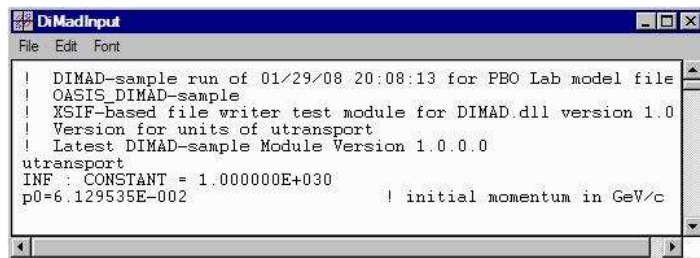 DiMadInput
File Edit Font
! DIMAD-sample run of 01/29/08 20:08:13 for PBO Lab model file
! OASIS_DIMAD-sample
! XSIF-based file writer test module for DIMAD.dll version 1.0
! Version for units of utransport
! Latest DIMAD-sample Module Version 1.0.0.0
utransport
INF : CONSTANT = 1.000000E+030
p0=6.129535E-002 ! initial momentum in GeV/c